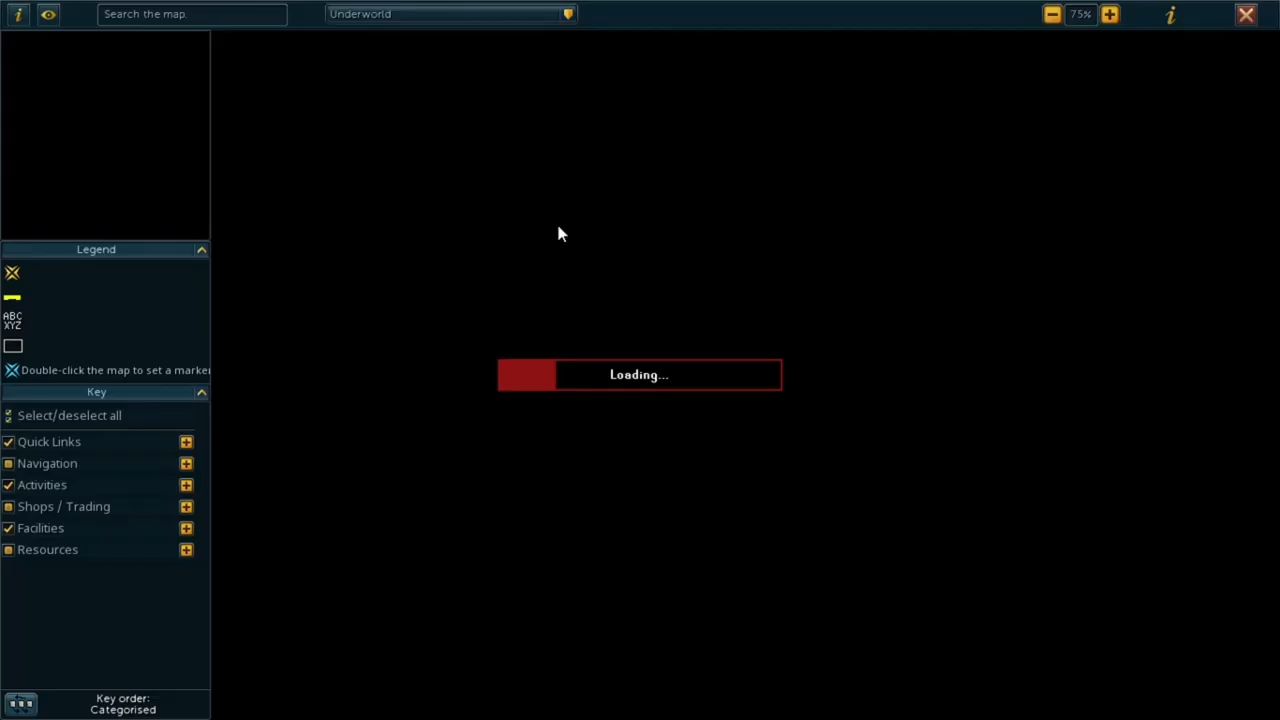 Search the map
Underworld
75%
Legend
ABC
XYZ
Double-click the map to set a marker
Loading...
Key
Select/deselect all
Quick Links
Navigation
Activities
Shops / Trading
Facilities
Resources
Key order:
Categorised